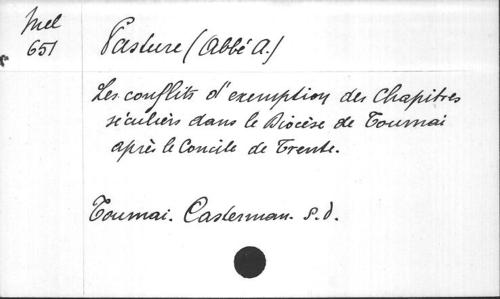 Mel
651
Pasture (Abbé A.)
Les conflits d'exemption des Chapitres
séculiers dans le Diocèse de Tournai
après le Concile de Trente.
Tournai. Casterman. s.d.